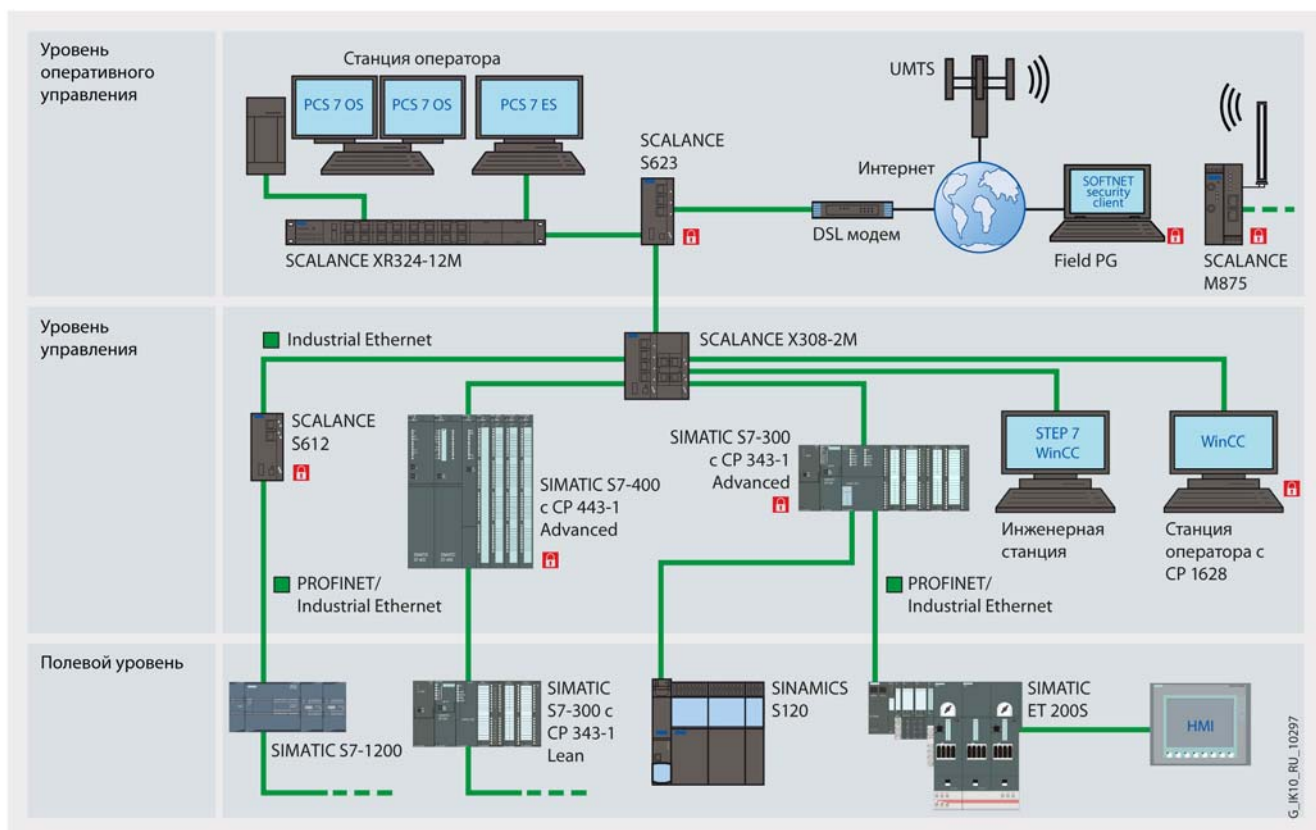 Уровень
оперативного
управления
Станция оператора
PCS 7 OS
PCS 7 OS
PCS 7 ES
SCALANCE
S623
UMTS
Интернет
DSL модем
SOFTNET
security
client
Field PG
SCALANCE
M875
SCALANCE XR324-12M
Уровень
управления
Industrial Ethernet
SCALANCE X308-2M
SCALANCE
S612
SIMATIC S7-400
с CP 443-1
Advanced
SIMATIC S7-300
с CP 343-1
Advanced
STEP 7
WinCC
WinCC
Инженерная
станция
Станция
оператора с
CP 1628
PROFINET/
Industrial Ethernet
PROFINET/
Industrial Ethernet
Полевой уровень
SIMATIC S7-1200
SIMATIC
S7-300 с
CP 343-1
Lean
SINAMICS
S120
SIMATIC
ET 200S
HMI
G_IK10_RU_10297